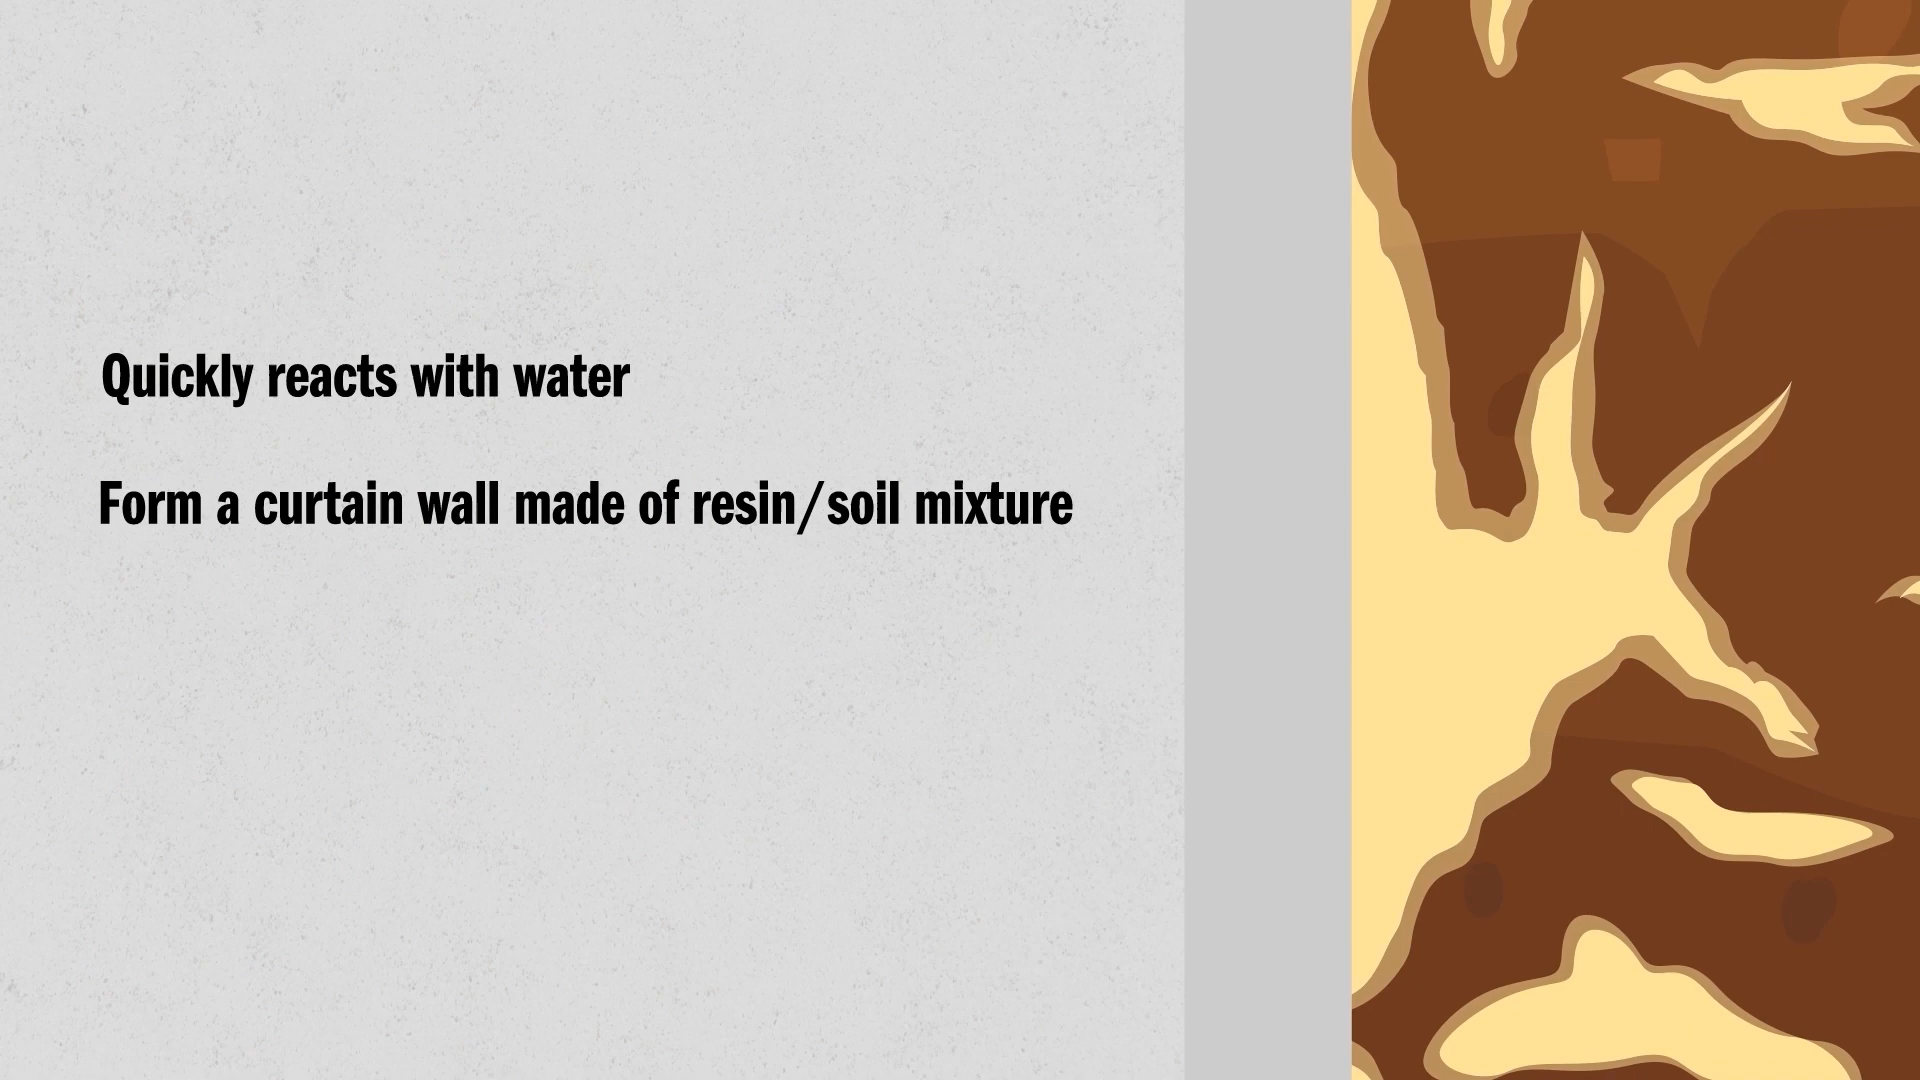 Quickly reacts with water
Form a curtain wall made of resin/soil mixture